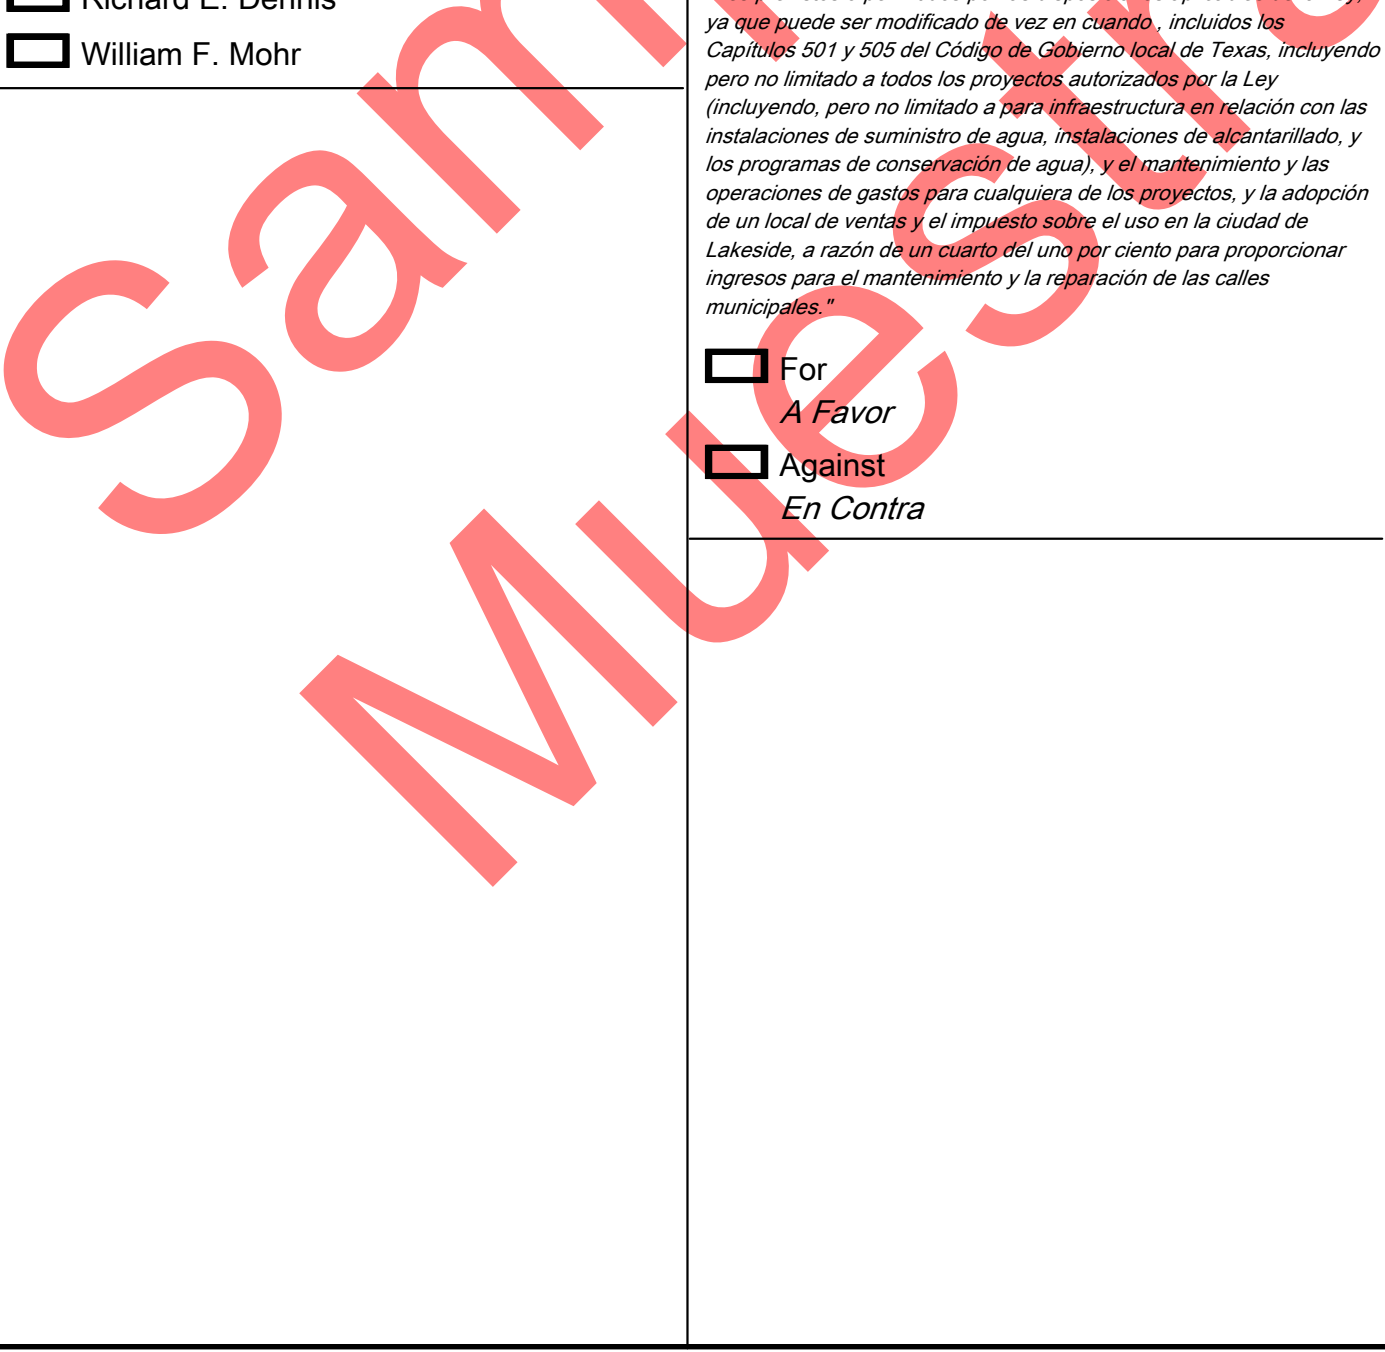 Richard E. Dennis
William F. Mohr
ya que puede ser modificado de vez en cuando , incluidos los
Capítulos 501 y 505 del Código de Gobierno local de Texas, incluyendo
pero no limitado a todos los proyectos autorizados por la Ley
(incluyendo, pero no limitado a para infraestructura en relación con las
instalaciones de suministro de agua, instalaciones de alcantarillado, y
los programas de conservación de agua), y el mantenimiento y las
operaciones de gastos para cualquiera de los proyectos, y la adopción
de un local de ventas y el impuesto sobre el uso en la ciudad de
Lakeside, a razón de un cuarto del uno por ciento para proporcionar
ingresos para el mantenimiento y la reparación de las calles
municipales."
For
A Favor
Against
En Contra
Sam
Muestra